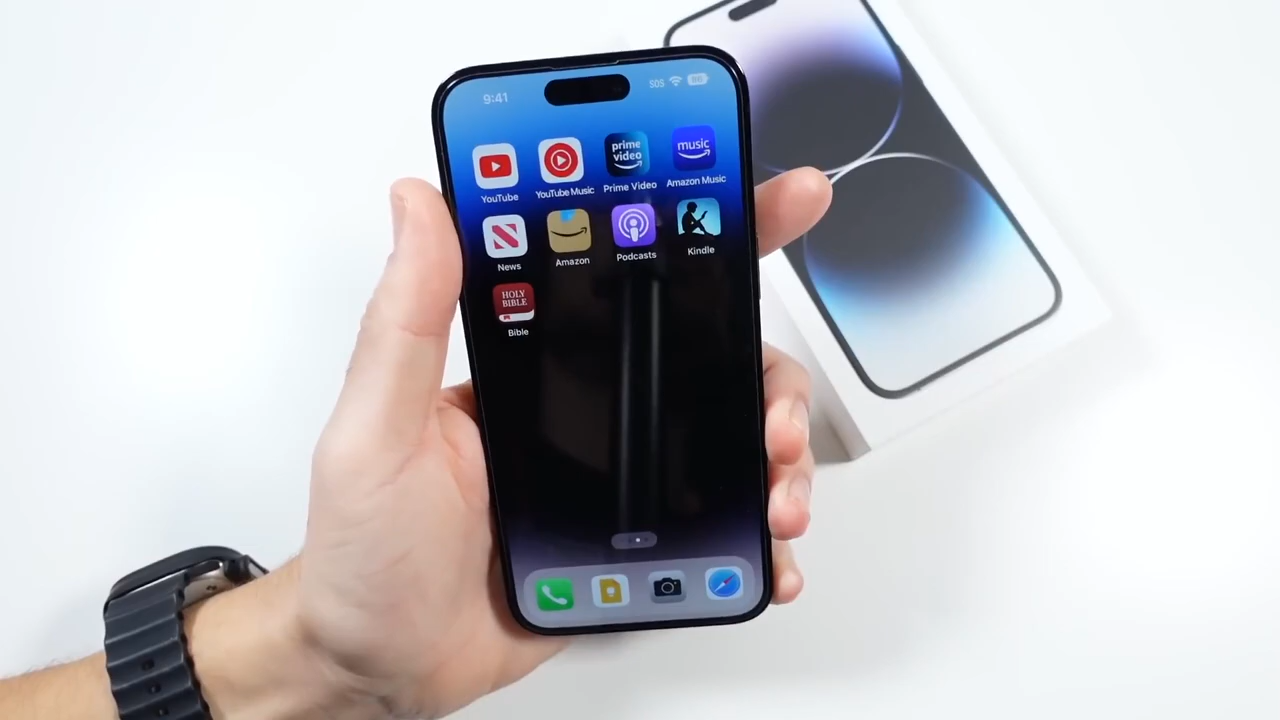 9:41
SOS
prime
video
music
YouTube
YouTube Music
Prime Video
Amazon Music
News
Amazon
Podcasts
Kindle
HOLY
BIBLE
Bible